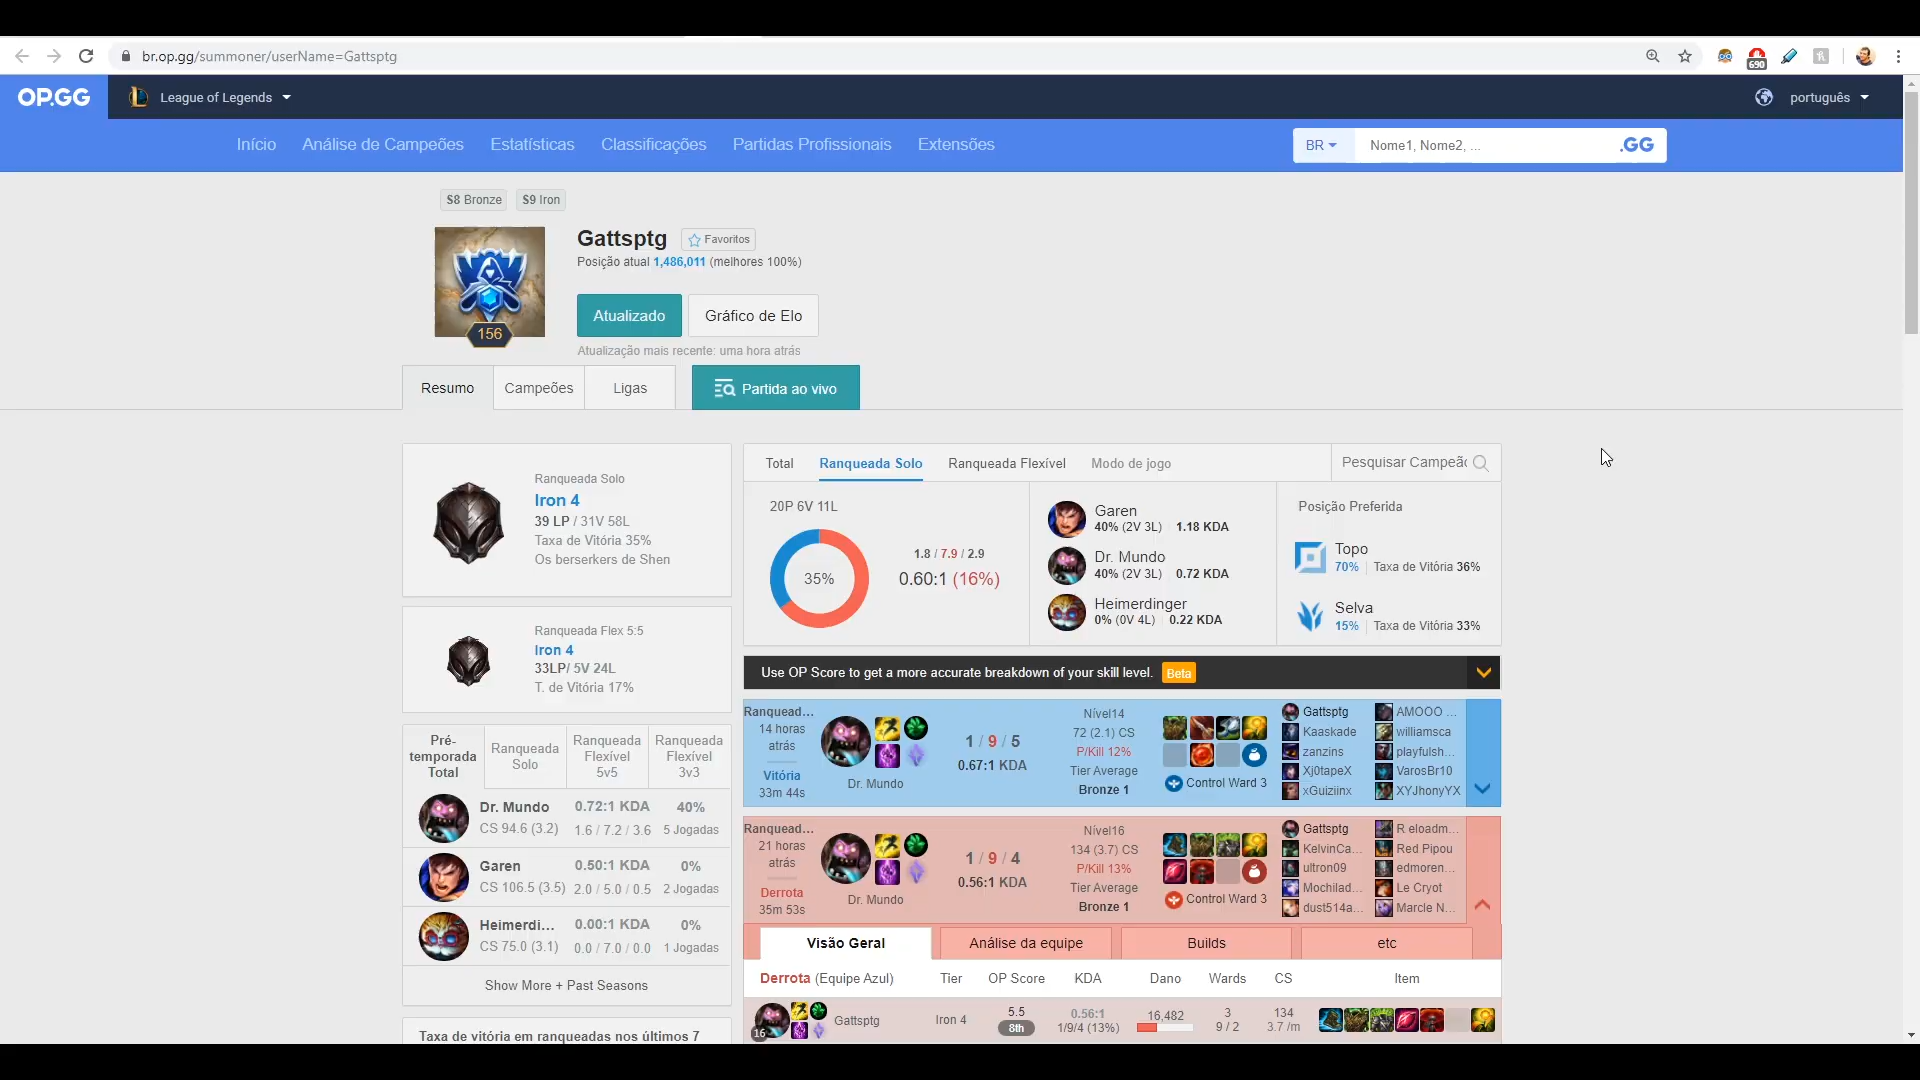 br.op.gg/summoner/userName=Gattsptg
690
OP.GG
League of Legends
português
Início
Análise de Campeões
Estatísticas
Classificações
Partidas Profissionais
Extensões
BR
Nome1, Nome2, ...
.GG
S8 Bronze
S9 Iron
156
Gattsptg
Favoritos
Posição atual 1,486,011 (melhores 100%)
Atualizado
Gráfico de Elo
Atualização mais recente: uma hora atrás
Resumo
Campeões
Ligas
Partida ao vivo
Ranqueada Solo
Iron 4
39 LP / 31V 58L
Taxa de Vitória 35%
Os berserkers de Shen
Ranqueada Flex 5:5
Iron 4
33LP/ 5V 24L
T. de Vitória 17%
Pré-
temporada
Total
Ranqueada
Solo
Ranqueada
Flexível
5v5
Ranqueada
Flexível
3v3
Dr. Mundo
CS 94.6 (3.2)
0.72:1 KDA
1.6 / 7.2 / 3.6
40%
5 Jogadas
Garen
CS 106.5 (3.5)
0.50:1 KDA
2.0 / 5.0 / 0.5
0%
2 Jogadas
Heimerdi...
CS 75.0 (3.1)
0.00:1 KDA
0.0 / 7.0 / 0.0
0%
1 Jogadas
Show More + Past Seasons
Taxa de vitória em ranqueadas nos últimos 7
Total
Ranqueada Solo
Ranqueada Flexível
Modo de jogo
Pesquisar Campeão
20P 6V 11L
35%
1.8 / 7.9 / 2.9
0.60:1 (16%)
Garen
40% (2V 3L) 1.18 KDA
Dr. Mundo
40% (2V 3L) 0.72 KDA
Heimerdinger
0% (0V 4L) 0.22 KDA
Posição Preferida
Topo
70% Taxa de Vitória 36%
Selva
15% Taxa de Vitória 33%
Use OP Score to get a more accurate breakdown of your skill level. Beta
Ranquead...
14 horas
atrás
Vitória
33m 44s
Dr. Mundo
1 / 9 / 5
0.67:1 KDA
Nível14
72 (2.1) CS
P/Kill 12%
Tier Average
Bronze 1
Control Ward 3
Gattsptg
Kaaskade
zanzins
Xj0tapeX
xGuiziinx
AMOOO ...
williamsca
playfulsh...
VarosBr10
XYJhonyYX
Ranquead...
21 horas
atrás
Derrota
35m 53s
Dr. Mundo
1 / 9 / 4
0.56:1 KDA
Nível16
134 (3.7) CS
P/Kill 13%
Tier Average
Bronze 1
Control Ward 3
Gattsptg
KelvinCa...
ultron09
Mochilad...
dust514a...
R eloadm...
Red Pipou
edmoren...
Le Cryot
Marcle N...
Visão Geral
Análise da equipe
Builds
etc
Derrota (Equipe Azul)
Tier
OP Score
KDA
Dano
Wards
CS
Item
16
Gattsptg
Iron 4
5.5
8th
0.56:1
1/9/4 (13%)
16,482
3
9 / 2
134
3.7 /m